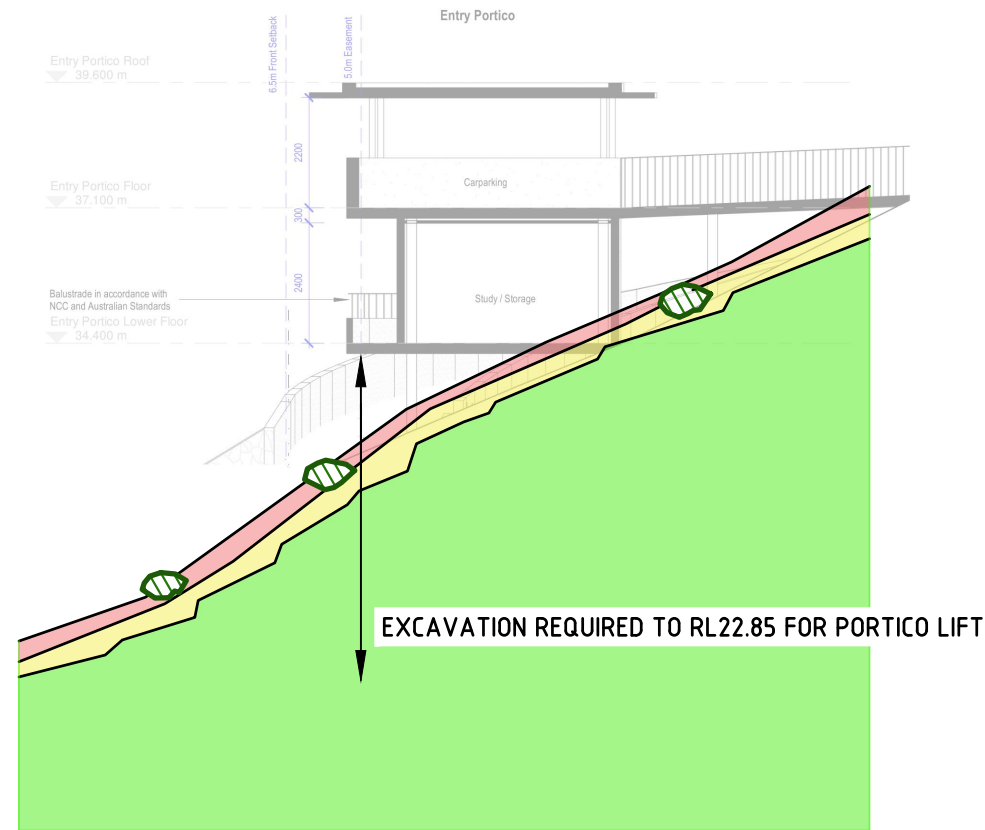 Entry Portico
6.5m Front Setback
5.0m Easement
Entry Portico Roof
39.600 m
2200
Carparking
Entry Portico Floor
37.100 m
300
2400
Balustrade in accordance with
NCC and Australian Standards
Study / Storage
Entry Portico Lower Floor
34.400 m
EXCAVATION REQUIRED TO RL22.85 FOR PORTICO LIFT